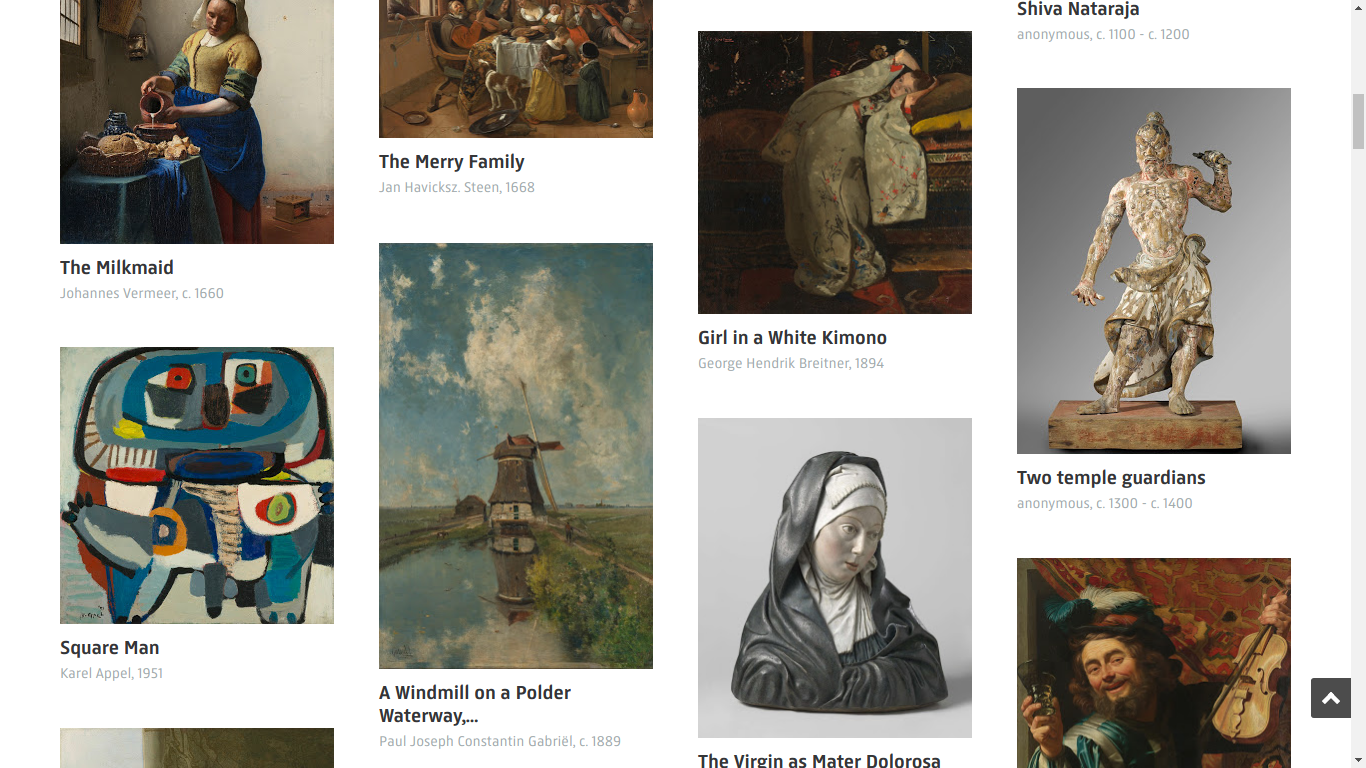 The Milkmaid
Johannes Vermeer, c. 1660
Square Man
Karel Appel, 1951
The Merry Family
Jan Havicksz. Steen, 1668
A Windmill on a Polder
Waterway,...
Paul Joseph Constantin Gabriël, c. 1889
Girl in a White Kimono
George Hendrik Breitner, 1894
The Virgin as Mater Dolorosa
Shiva Nataraja
anonymous, c. 1100 - c. 1200
Two temple guardians
anonymous, c. 1300 - c. 1400